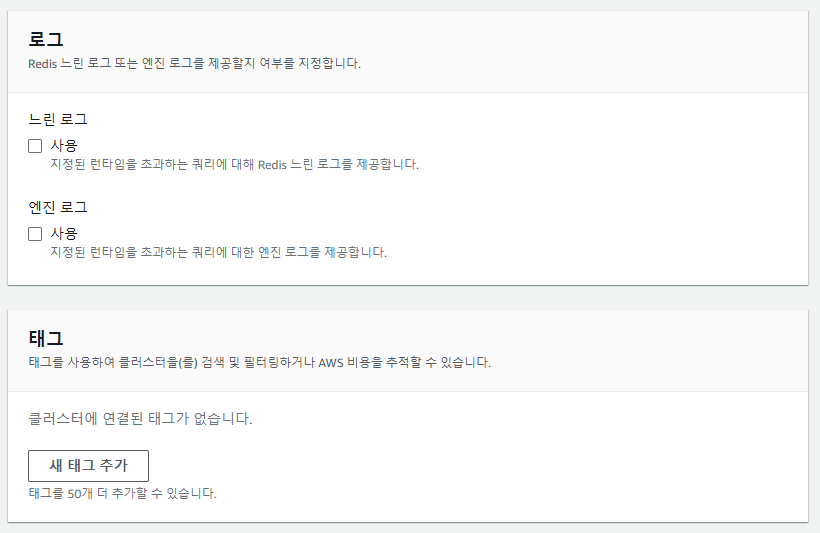 로그
Redis 느린 로그 또는 엔진 로그를 제공할지 여부를 지정합니다.
느린 로그
사용
지정된 런타임을 초과하는 쿼리에 대해 Redis 느린 로그를 제공합니다.
엔진 로그
사용
지정된 런타임을 초과하는 쿼리에 대한 엔진 로그를 제공합니다.
태그
태그를 사용하여 클러스터을(를) 검색 및 필터링하거나 AWS 비용을 추적할 수 있습니다.
클러스터에 연결된 태그가 없습니다.
새 태그 추가
태그를 50개 더 추가할 수 있습니다.